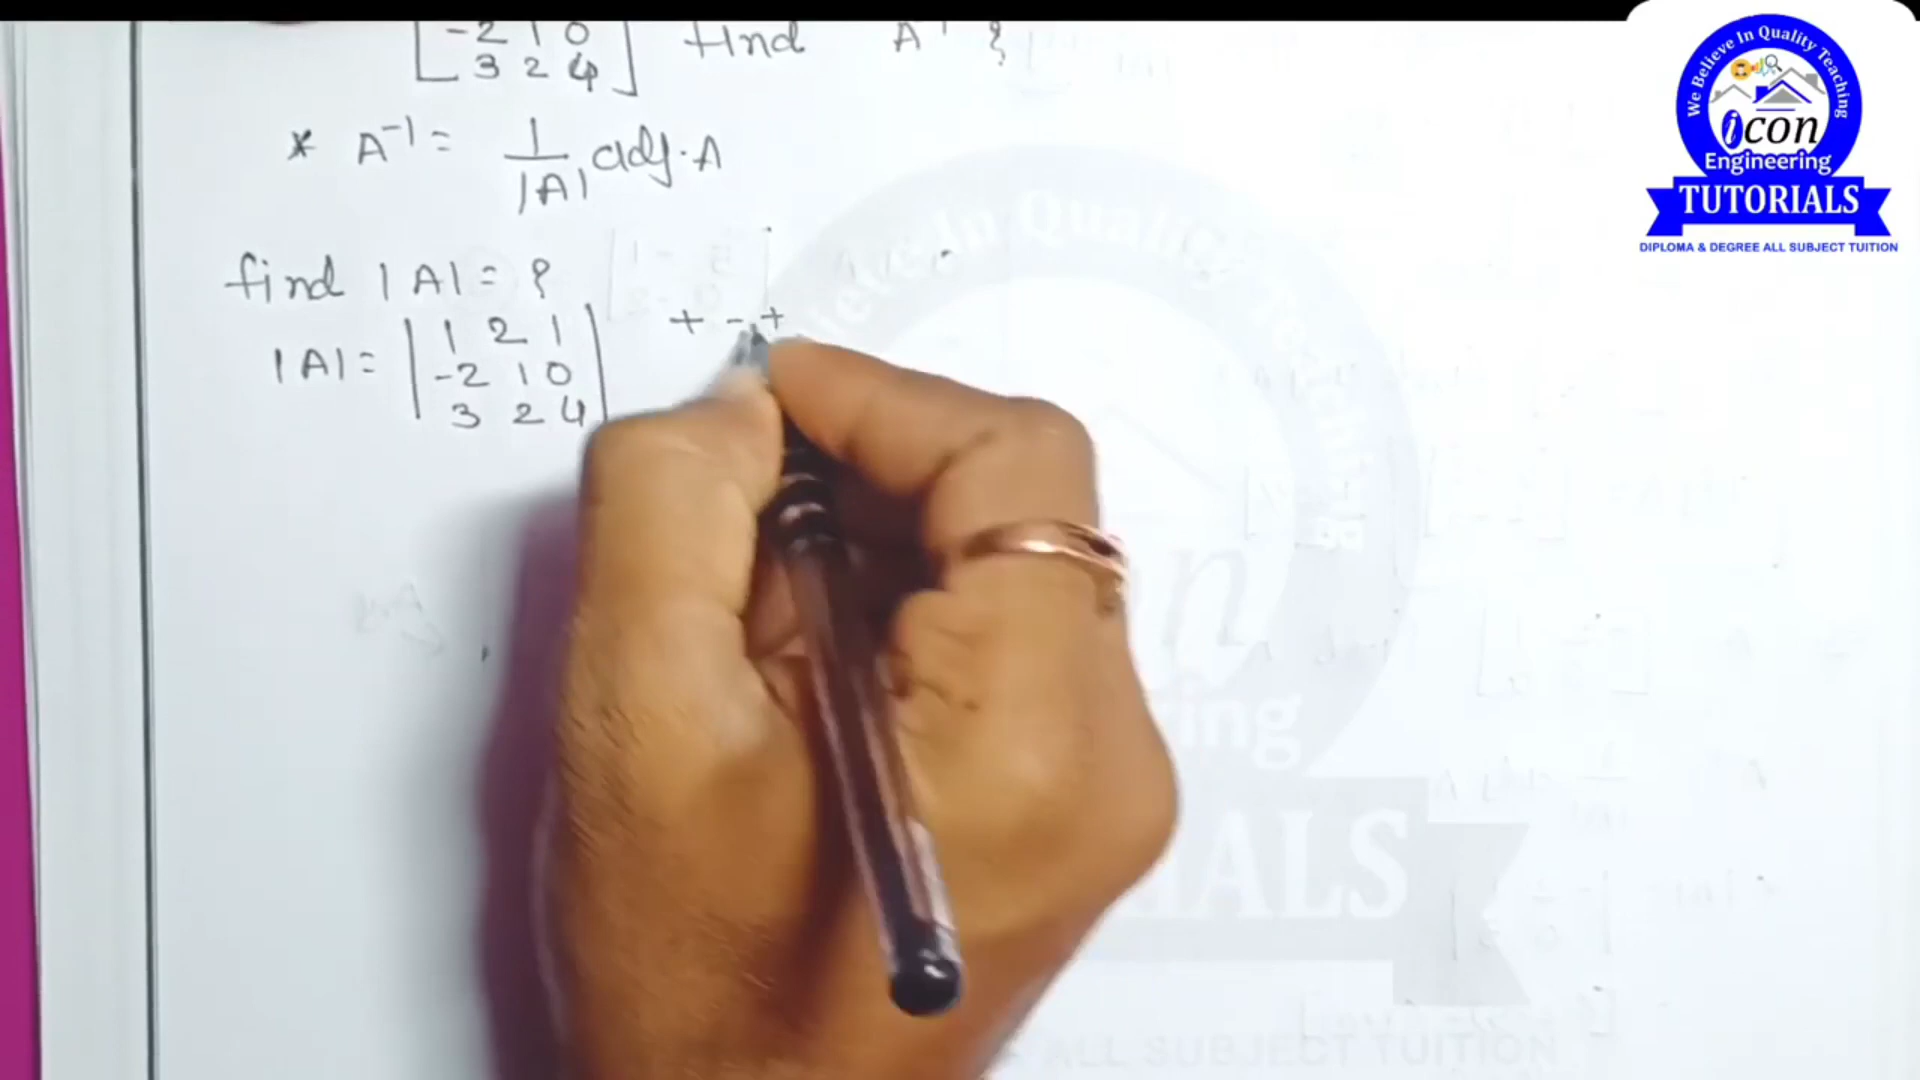 -2 1 0 find A⁻¹ ?
3 2 4
* A⁻¹ = 1/|A| adj. A
find |A| = ?
|A| = | 1 2 1 | + - +
-2 1 0
3 2 4
We Believe In Quality Teaching
icon
Engineering
TUTORIALS
DIPLOMA & DEGREE ALL SUBJECT TUITION